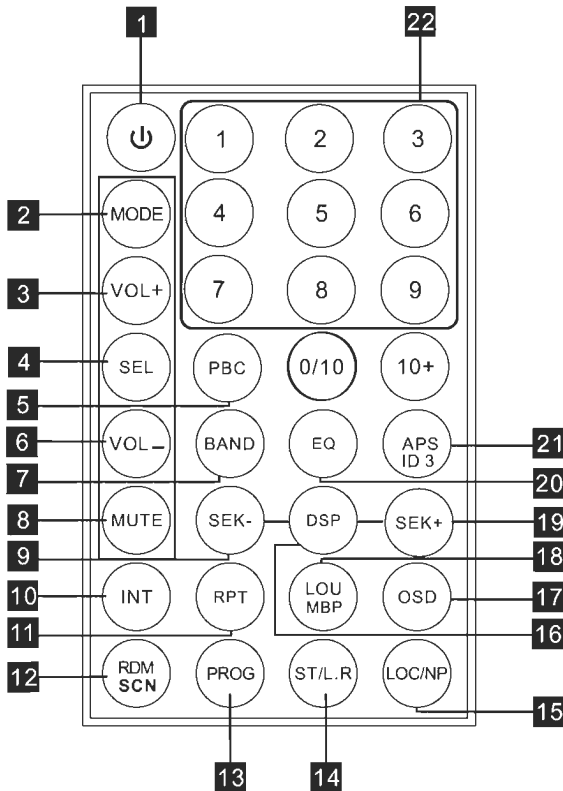 1
22
1
2
3
2
MODE
4
5
6
3
VOL+
7
8
9
4
SEL
PBC
0/10
10+
5
6
VOL–
BAND
EQ
APS
ID 3
21
7
20
8
MUTE
SEK-
DSP
SEK+
19
9
18
10
INT
RPT
LOU
MBP
OSD
17
11
16
12
RDM
SCN
PROG
ST/L.R
LOC/NP
15
13
14